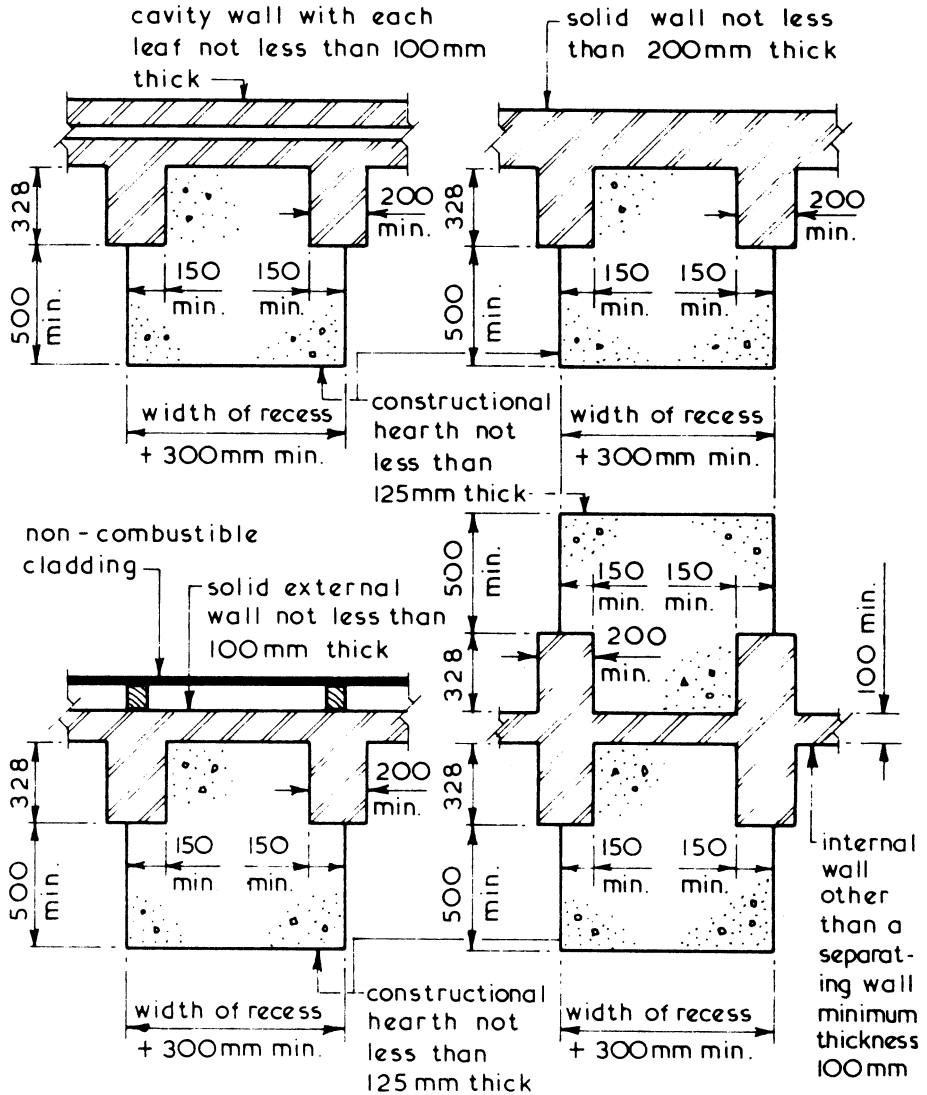 cavity wall with each
leaf not less than 100mm
thick
solid wall not less
than 200mm thick
328
200
min.
328
200
min.
500
min.
150
min.
150
min.
500
min.
150
min.
150
min.
width of recess
+ 300mm min.
constructional
hearth not
less than
125mm thick
width of recess
+ 300mm min.
non-combustible
cladding
solid external
wall not less than
100mm thick
500
min.
150
min.
150
min.
328
200
min.
100 min.
328
200
min.
328
500
min.
150
min
150
min.
500
min.
150
min.
150
min.
internal
wall
other
than a
separat-
ing wall
minimum
thickness
100mm
width of recess
+ 300mm min.
constructional
hearth not
less than
125mm thick
width of recess
+ 300mm min.